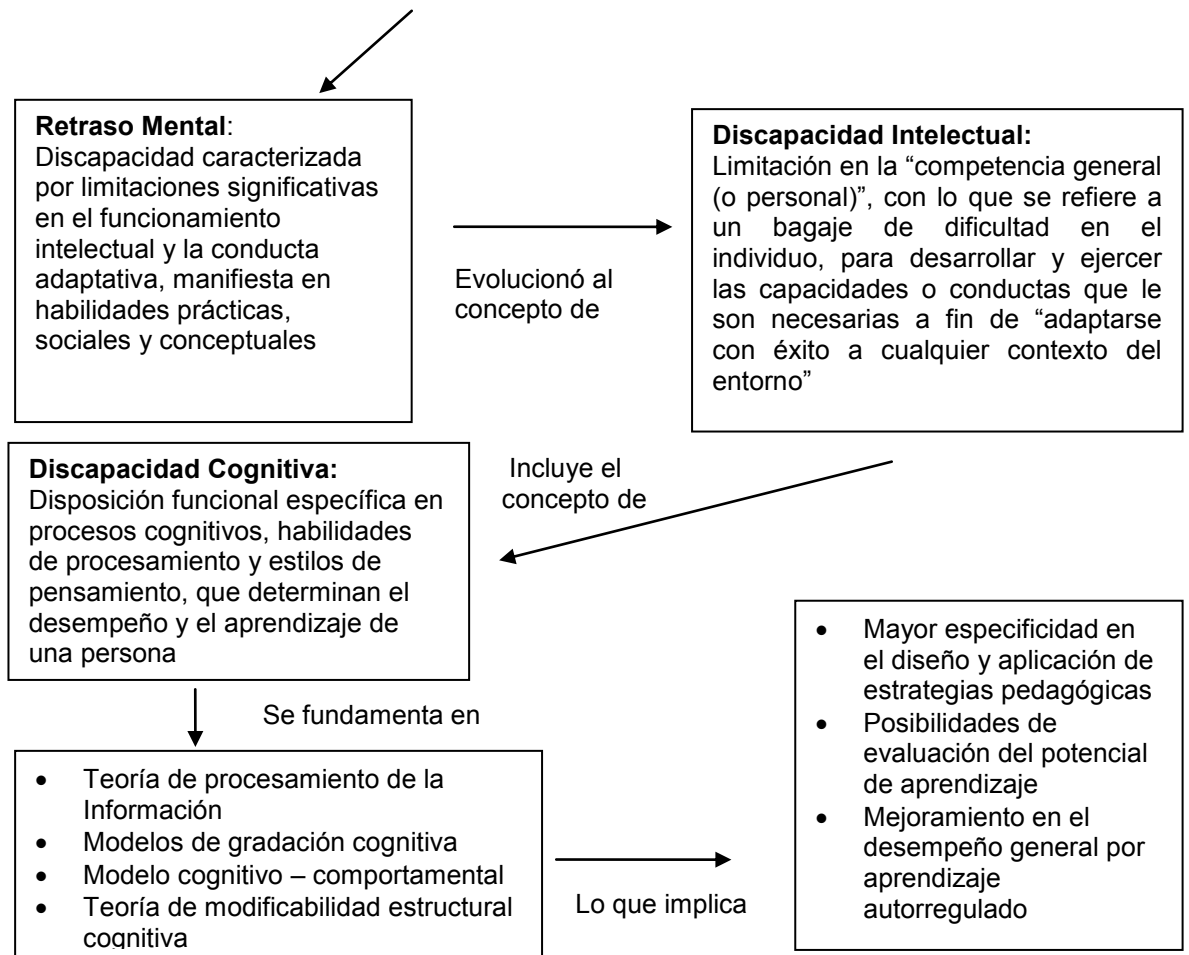 Retraso Mental:
Discapacidad caracterizada
por limitaciones significativas
en el funcionamiento
intelectual y la conducta
adaptativa, manifiesta en
habilidades prácticas,
sociales y conceptuales
Evolucionó al
concepto de
Discapacidad Intelectual:
Limitación en la “competencia general
(o personal)”, con lo que se refiere a
un bagaje de dificultad en el
individuo, para desarrollar y ejercer
las capacidades o conductas que le
son necesarias a fin de “adaptarse
con éxito a cualquier contexto del
entorno”
Incluye el
concepto de
Discapacidad Cognitiva:
Disposición funcional específica en
procesos cognitivos, habilidades
de procesamiento y estilos de
pensamiento, que determinan el
desempeño y el aprendizaje de
una persona
Se fundamenta en
• Teoría de procesamiento de la
Información
• Modelos de gradación cognitiva
• Modelo cognitivo – comportamental
• Teoría de modificabilidad estructural
cognitiva
Lo que implica
• Mayor especificidad en
el diseño y aplicación de
estrategias pedagógicas
• Posibilidades de
evaluación del potencial
de aprendizaje
• Mejoramiento en el
desempeño general por
aprendizaje
autorregulado